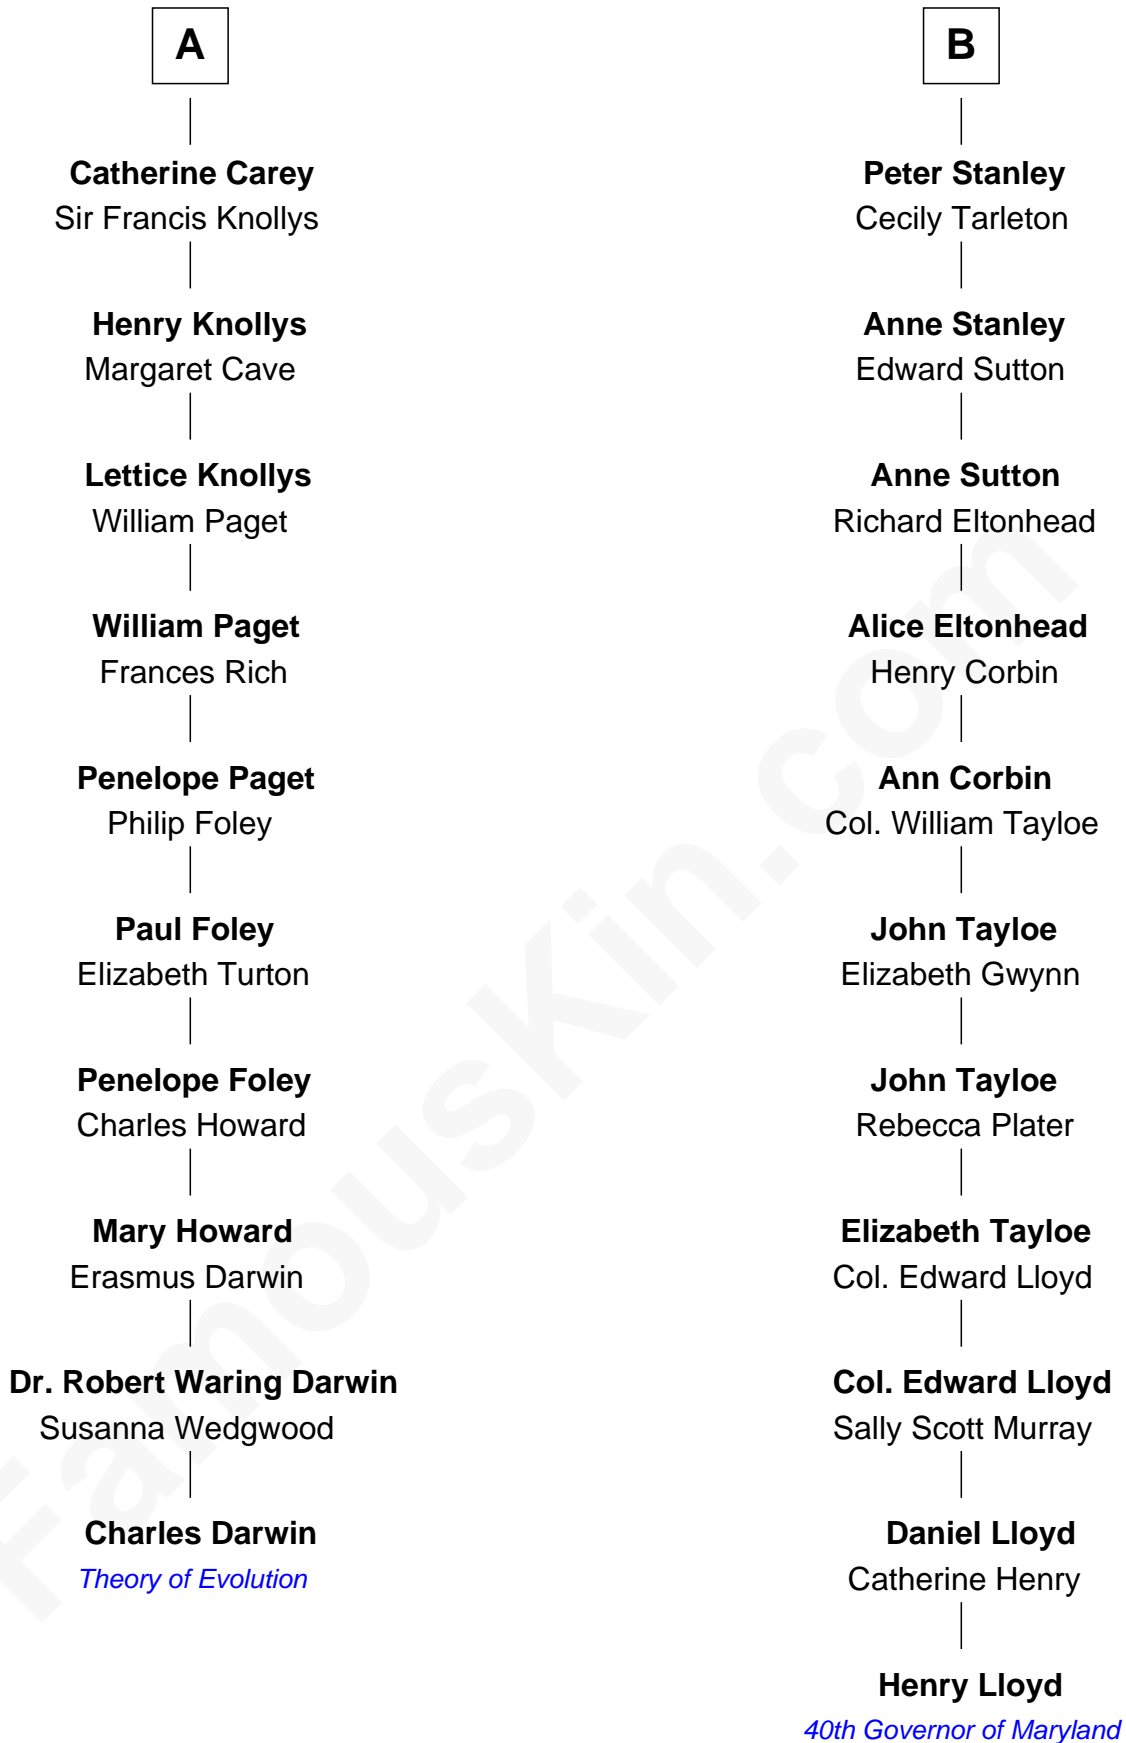 A
Catherine Carey
Sir Francis Knollys
Henry Knollys
Margaret Cave
Lettice Knollys
William Paget
William Paget
Frances Rich
Penelope Paget
Philip Foley
Paul Foley
Elizabeth Turton
Penelope Foley
Charles Howard
Mary Howard
Erasmus Darwin
Dr. Robert Waring Darwin
Susanna Wedgwood
Charles Darwin
Theory of Evolution
B
Peter Stanley
Cecily Tarleton
Anne Stanley
Edward Sutton
Anne Sutton
Richard Eltonhead
Alice Eltonhead
Henry Corbin
Ann Corbin
Col. William Tayloe
John Tayloe
Elizabeth Gwynn
John Tayloe
Rebecca Plater
Elizabeth Tayloe
Col. Edward Lloyd
Col. Edward Lloyd
Sally Scott Murray
Daniel Lloyd
Catherine Henry
Henry Lloyd
40th Governor of Maryland
FamousKin.com